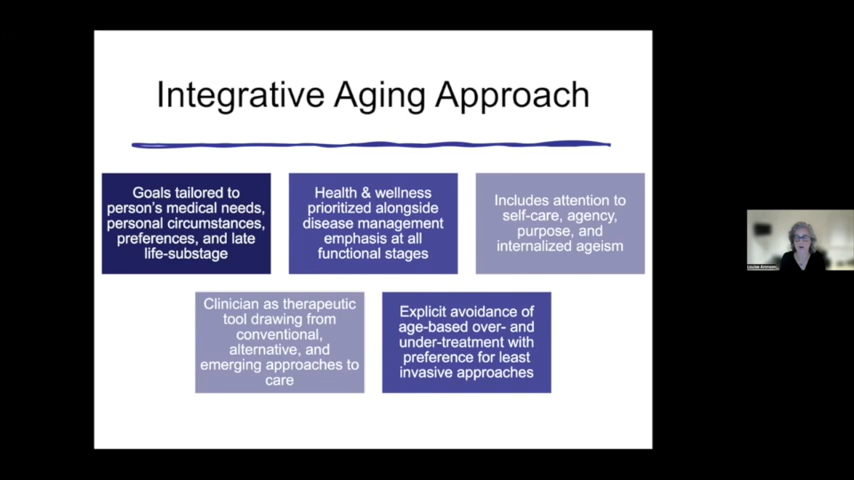 Integrative Aging Approach
Goals tailored to
person's medical needs,
personal circumstances,
preferences, and late
life-substage
Health & wellness
prioritized alongside
disease management
emphasis at all
functional stages
Includes attention to
self-care, agency,
purpose, and
internalized ageism
Clinician as therapeutic
tool drawing from
conventional,
alternative, and
emerging approaches to
care
Explicit avoidance of
age-based over- and
under-treatment with
preference for least
invasive approaches
Louise Aronson